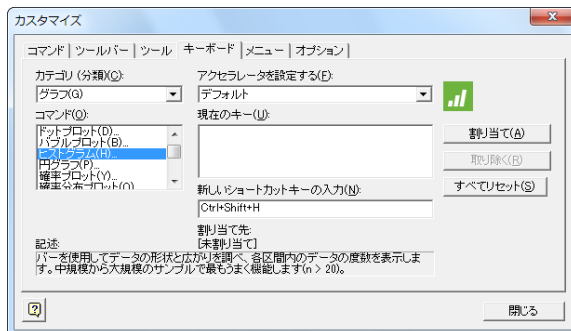 カスタマイズ
コマンド ツールバー ツール キーボード メニュー オプション
カテゴリ (分類)(C):
グラフ(G)
コマンド(O):
ドットプロット(D)...
バブルプロット(B)...
ヒストグラム(H)...
円グラフ(P)...
確率プロット(Y)...
確率分布プロット(O)...
アクセラレータを設定する(F):
デフォルト
現在のキー(U):
新しいショートカットキーの入力(N):
Ctrl+Shift+H
割り当て先:
[未割り当て]
割り当て(A)
取り除く(R)
すべてリセット(S)
記述:
バーを使用してデータの形状と広がりを調べ、各区間内のデータの度数を表示しま
す。中規模から大規模のサンプルで最もうまく機能します(n > 20)。
閉じる